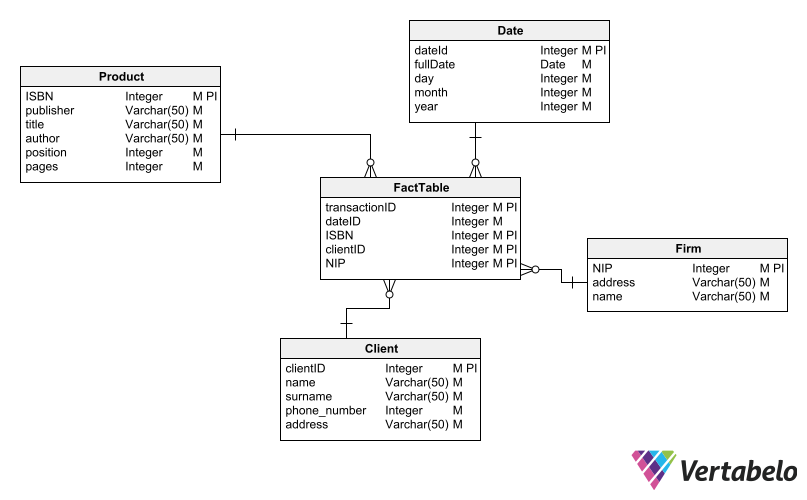 Date
dateId Integer M PI
fullDate Date M
day Integer M
month Integer M
year Integer M
Product
ISBN Integer M PI
publisher Varchar(50) M
title Varchar(50) M
author Varchar(50) M
position Integer M
pages Integer M
FactTable
transactionID Integer M PI
dateID Integer M
ISBN Integer M PI
clientID Integer M PI
NIP Integer M PI
Firm
NIP Integer M PI
address Varchar(50) M
name Varchar(50) M
Client
clientID Integer M PI
name Varchar(50) M
surname Varchar(50) M
phone_number Integer M
address Varchar(50) M
Vertabelo